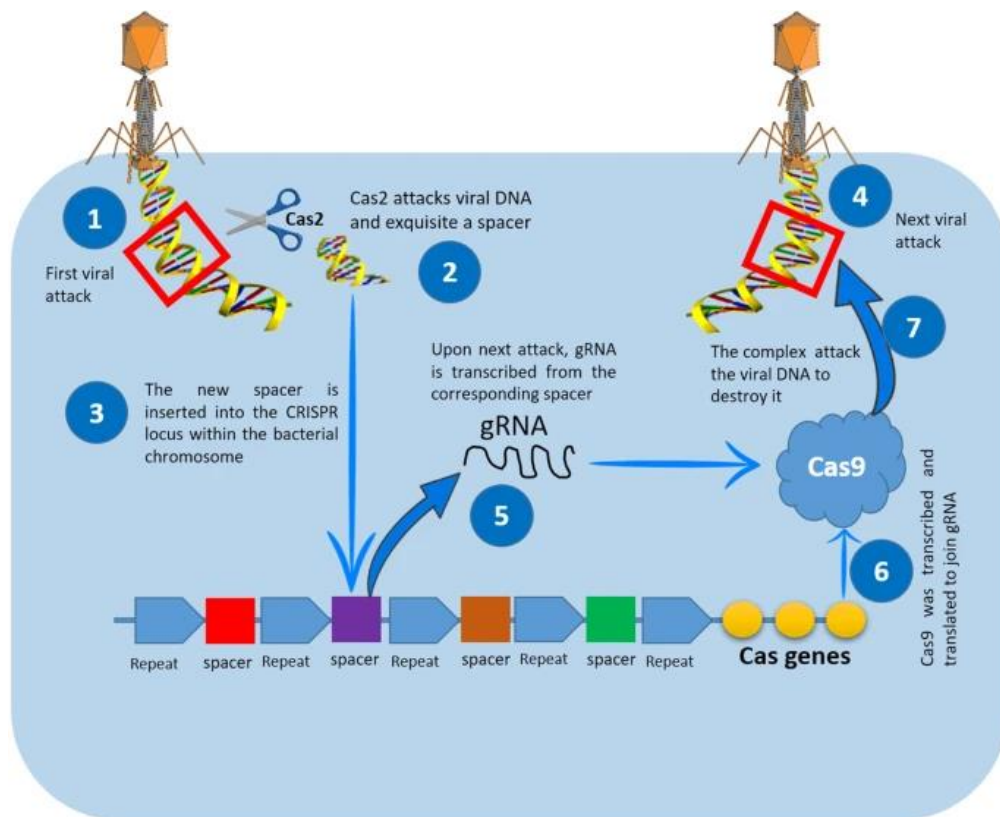 1
First viral
attack
Cas2
Cas2 attacks viral DNA
and exquisite a spacer
2
3
The new spacer is
inserted into the CRISPR
locus within the bacterial
chromosome
4
Next viral
attack
Upon next attack, gRNA
is transcribed from the
corresponding spacer
gRNA
5
Cas9
6
Cas9 was transcribed and
translated to join gRNA
7
The complex attack
the viral DNA to
destroy it
Repeat spacer Repeat spacer Repeat spacer Repeat spacer Repeat
Cas genes